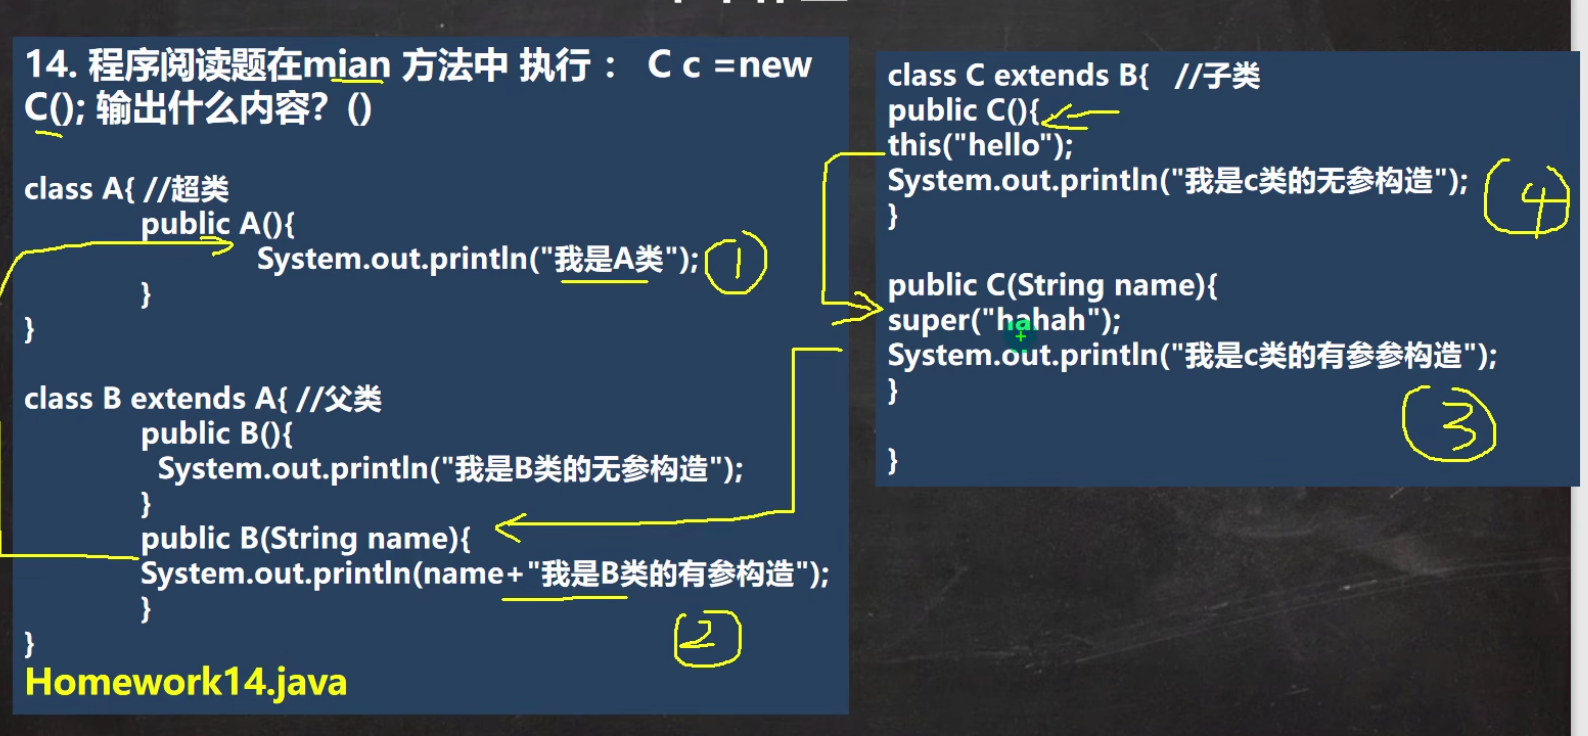 14. 程序阅读题在mian 方法中 执行： C c =new
C(); 输出什么内容？()
class A{ //超类
public A(){
System.out.println("我是A类");
①
}
}
class B extends A{ //父类
public B(){
System.out.println("我是B类的无参构造");
}
public B(String name){
System.out.println(name+"我是B类的有参构造");
}
2
}
Homework14.java
class C extends B{ //子类
public C(){
this("hello");
System.out.println("我是c类的无参构造");
4
}
public C(String name){
super("hahah");
System.out.println("我是c类的有参参构造");
}
3
}